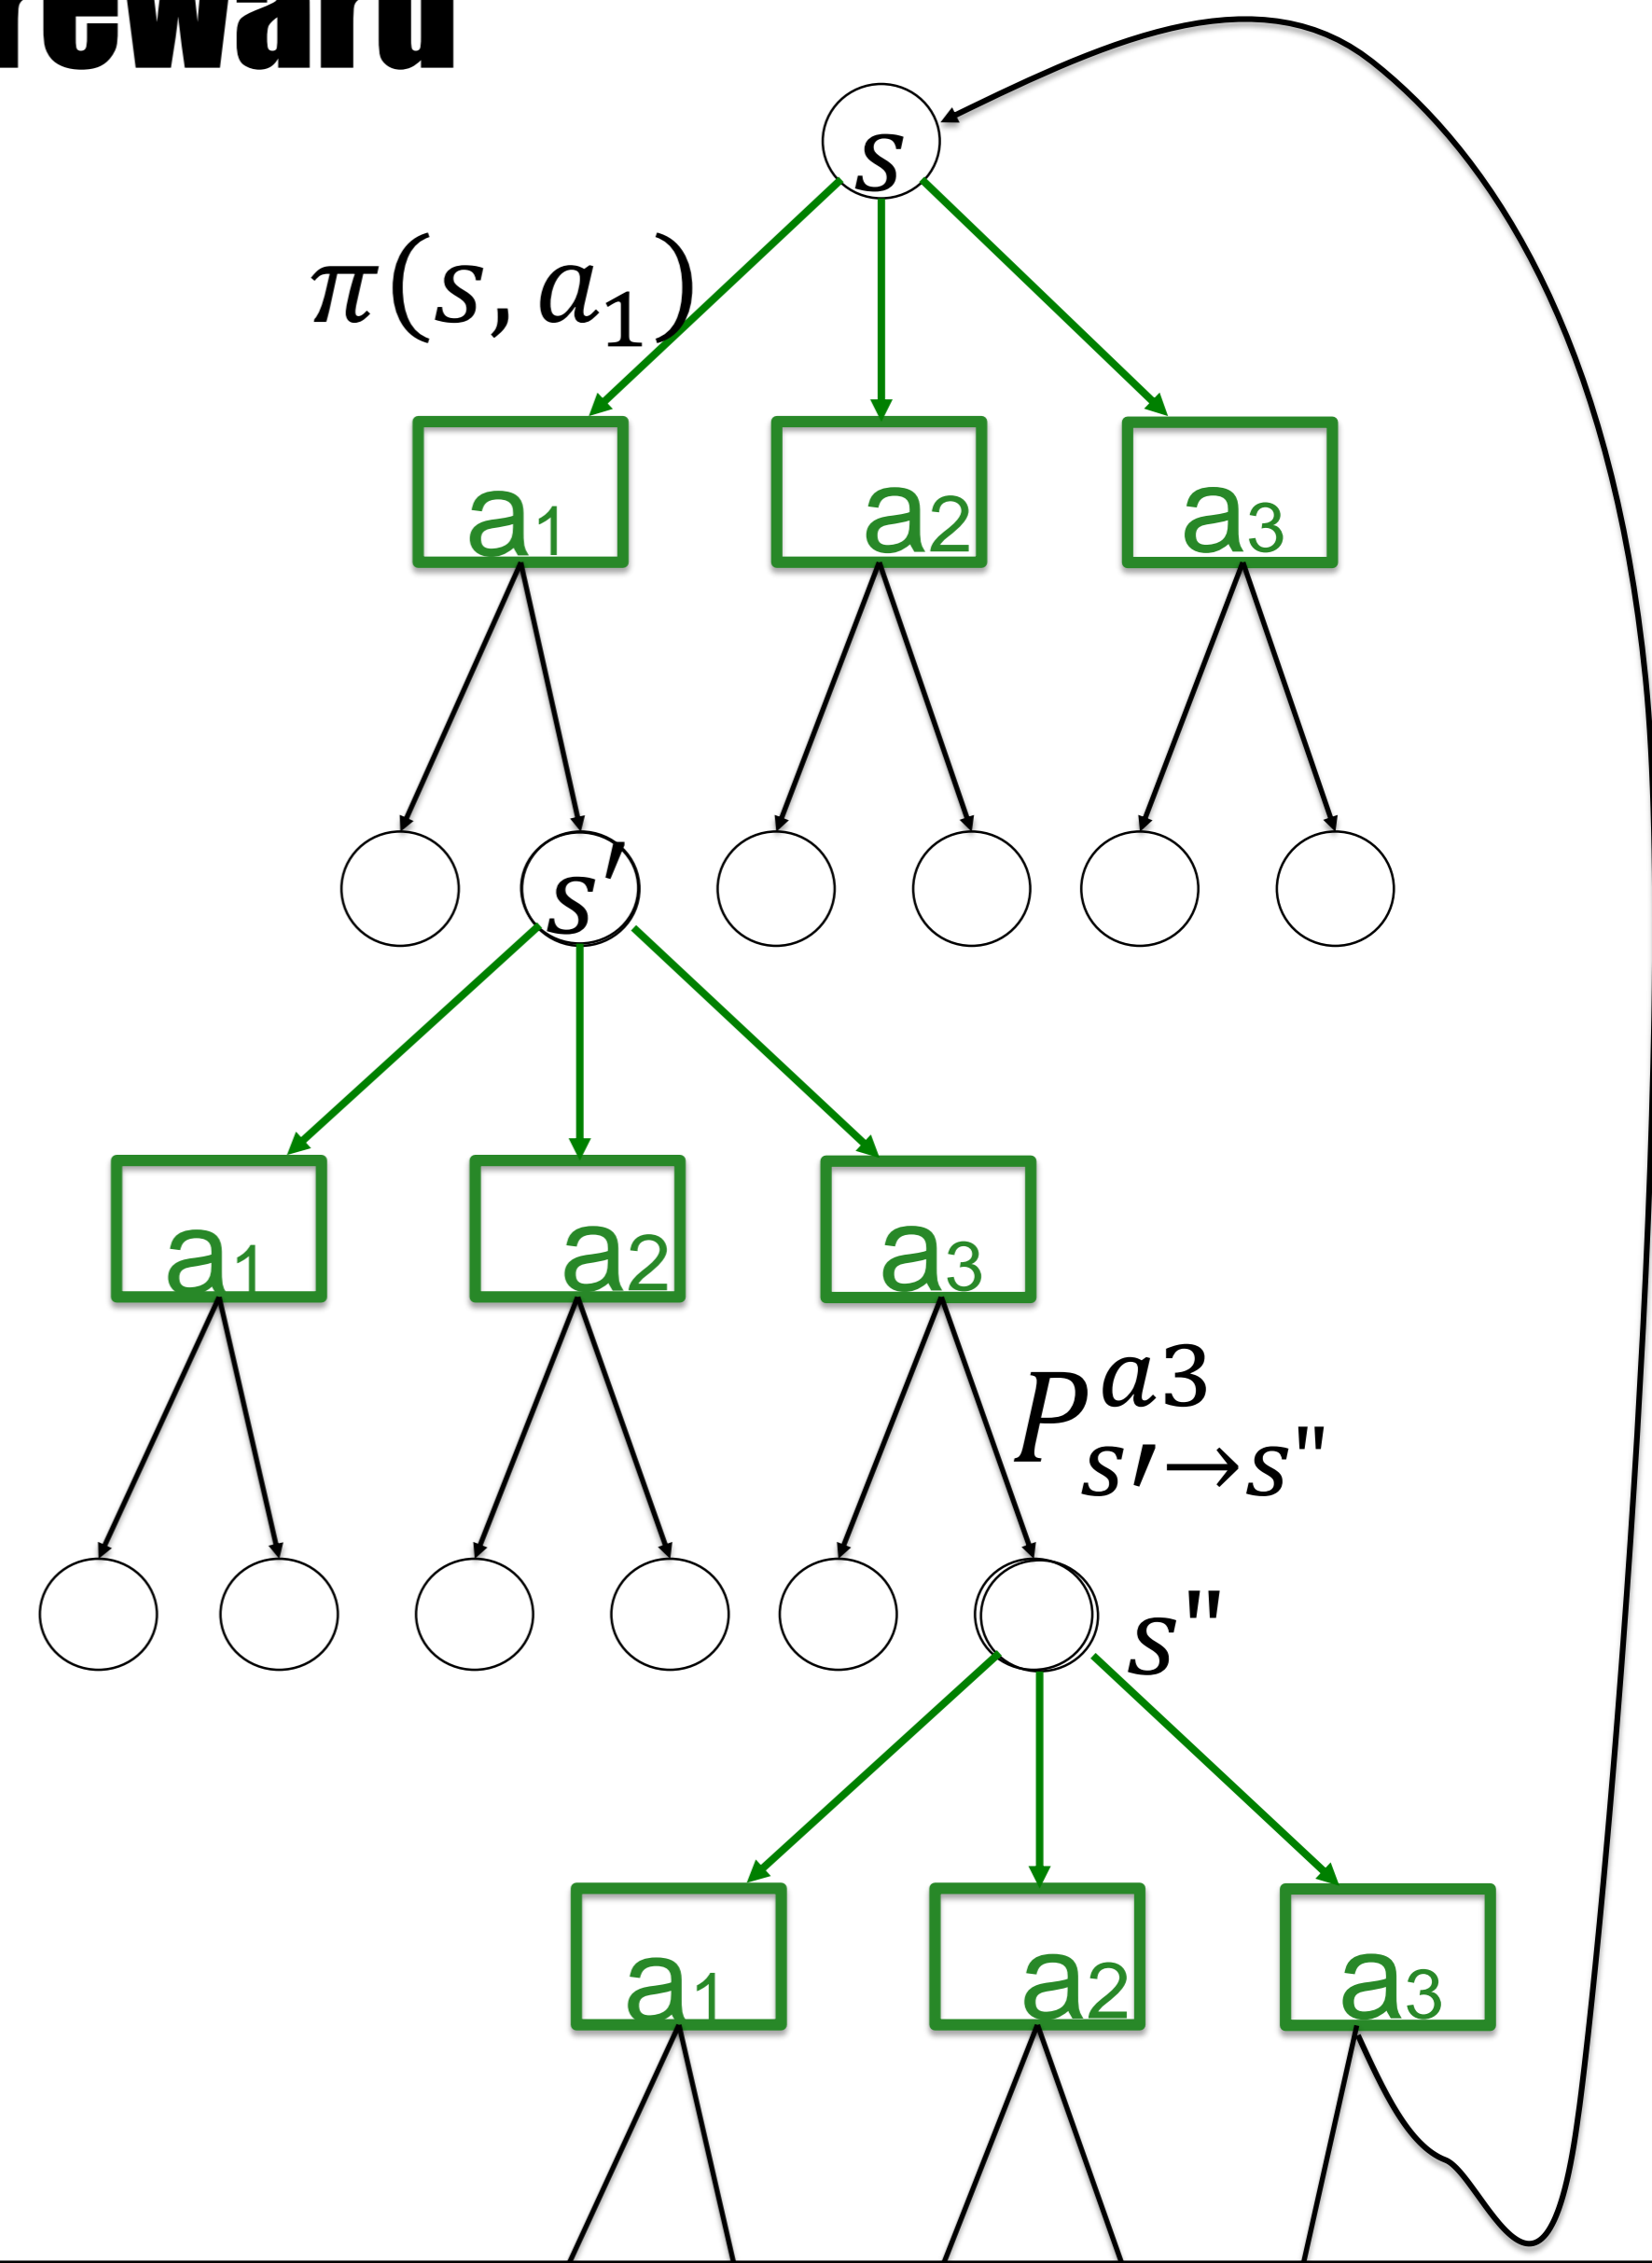 reward
s
π(s, a₁)
a1 a2 a3
s′
a1 a2 a3
P^{a3}_{s′→s"}
s"
a1 a2 a3